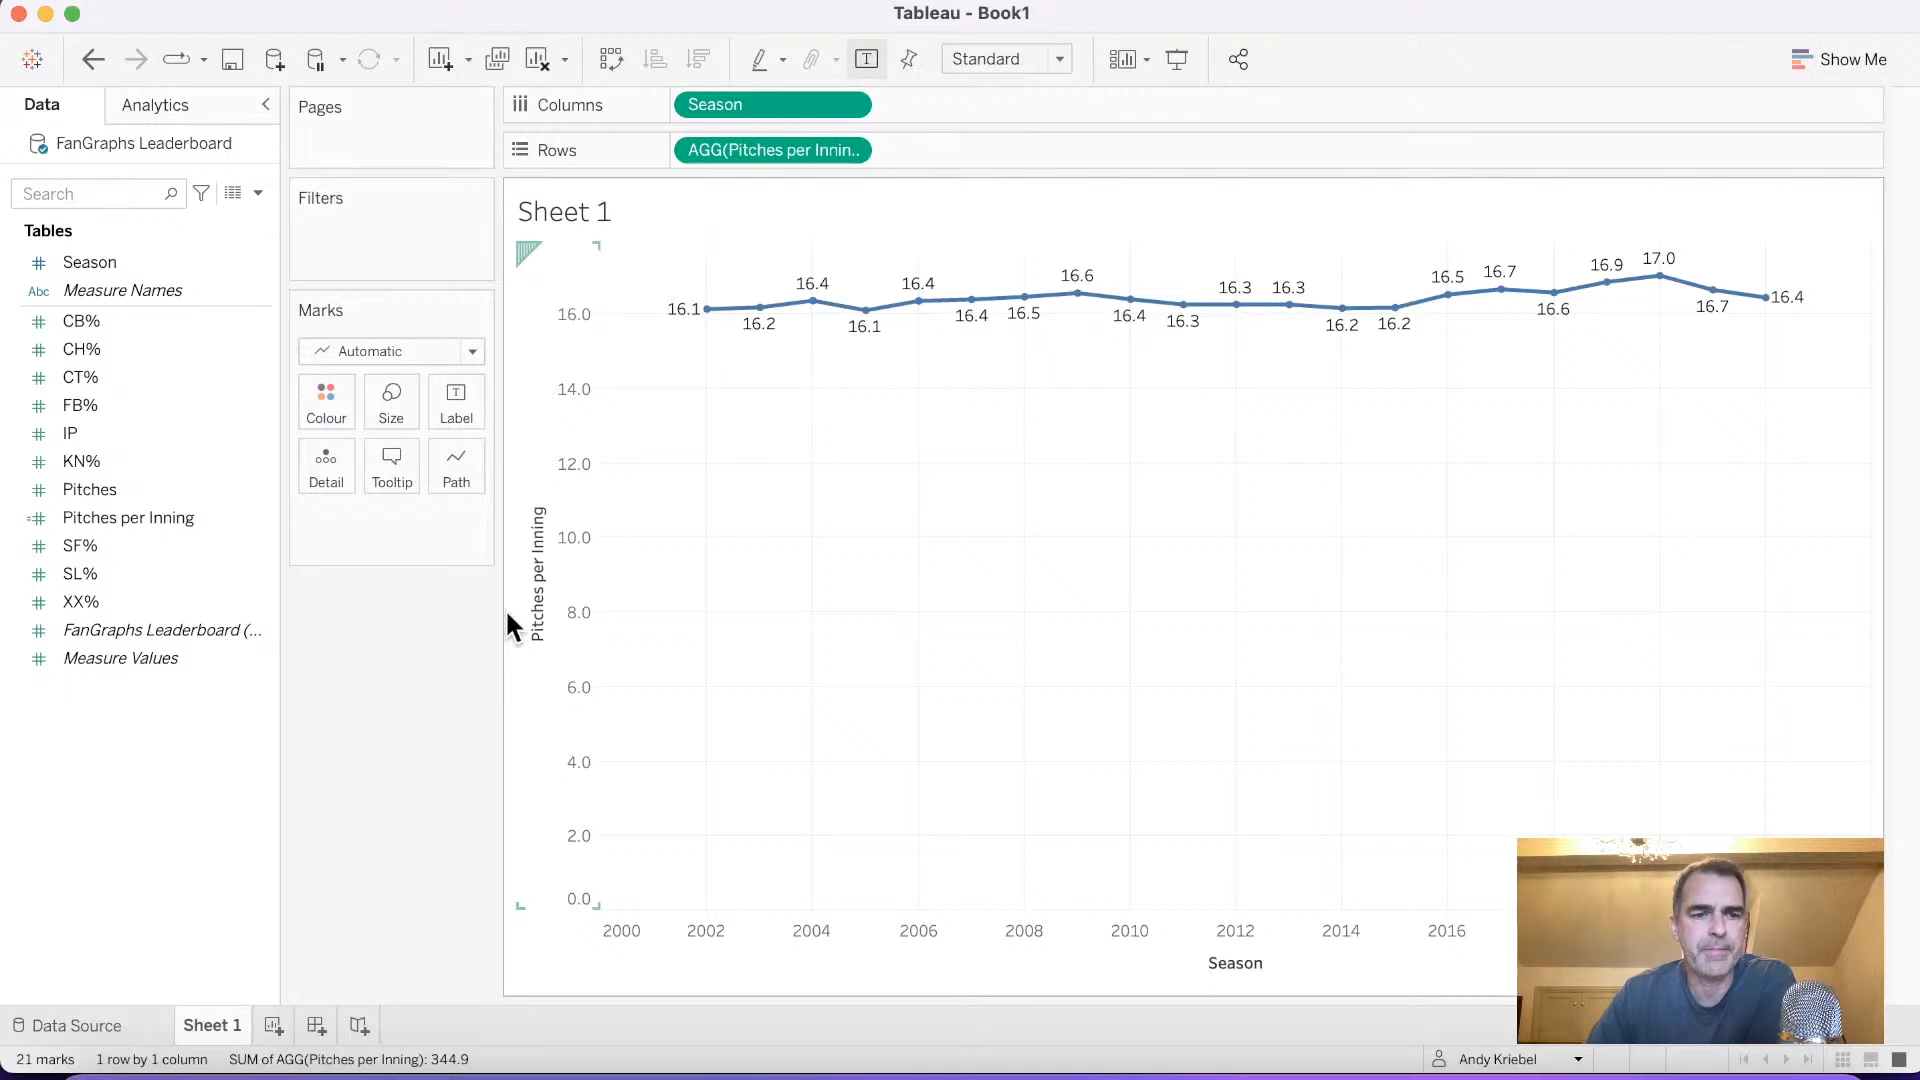 Tableau - Book1
Standard
Show Me
Data
Analytics
FanGraphs Leaderboard
Search
Tables
Season
Measure Names
CB%
CH%
CT%
FB%
IP
KN%
Pitches
Pitches per Inning
SF%
SL%
XX%
FanGraphs Leaderboard (...
Measure Values
Pages
Filters
Marks
Automatic
Colour
Size
Label
Detail
Tooltip
Path
Columns
Season
Rows
AGG(Pitches per Innin..
Sheet 1
16.1
16.2
16.4
16.1
16.4
16.4
16.5
16.6
16.4
16.3
16.3
16.3
16.2
16.2
16.5
16.7
16.6
16.9
17.0
16.7
16.4
Pitches per Inning
16.0
14.0
12.0
10.0
8.0
6.0
4.0
2.0
0.0
2000
2002
2004
2006
2008
2010
2012
2014
2016
Season
Data Source
Sheet 1
21 marks
1 row by 1 column
SUM of AGG(Pitches per Inning): 344.9
Andy Kriebel